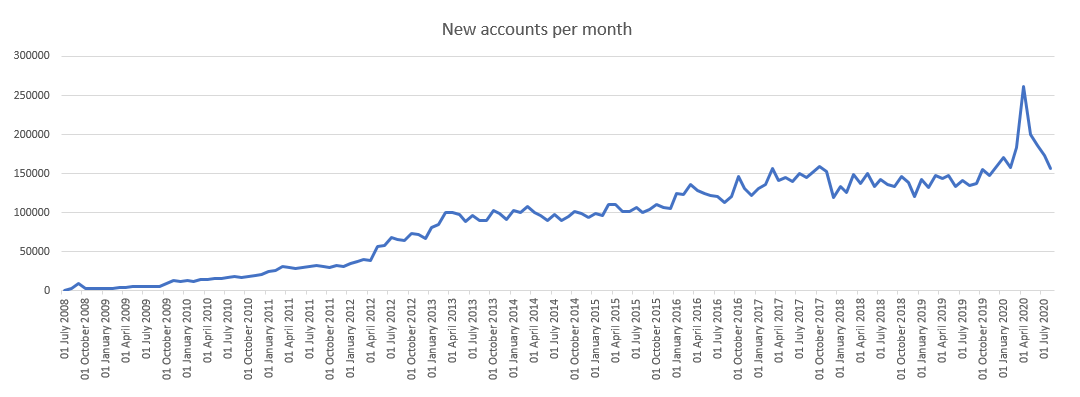 New accounts per month
300000
250000
200000
150000
100000
50000
0
01 July 2008
01 October 2008
01 January 2009
01 April 2009
01 July 2009
01 October 2009
01 January 2010
01 April 2010
01 July 2010
01 October 2010
01 January 2011
01 April 2011
01 July 2011
01 October 2011
01 January 2012
01 April 2012
01 July 2012
01 October 2012
01 January 2013
01 April 2013
01 July 2013
01 October 2013
01 January 2014
01 April 2014
01 July 2014
01 October 2014
01 January 2015
01 April 2015
01 July 2015
01 October 2015
01 January 2016
01 April 2016
01 July 2016
01 October 2016
01 January 2017
01 April 2017
01 July 2017
01 October 2017
01 January 2018
01 April 2018
01 July 2018
01 October 2018
01 January 2019
01 April 2019
01 July 2019
01 October 2019
01 January 2020
01 April 2020
01 July 2020